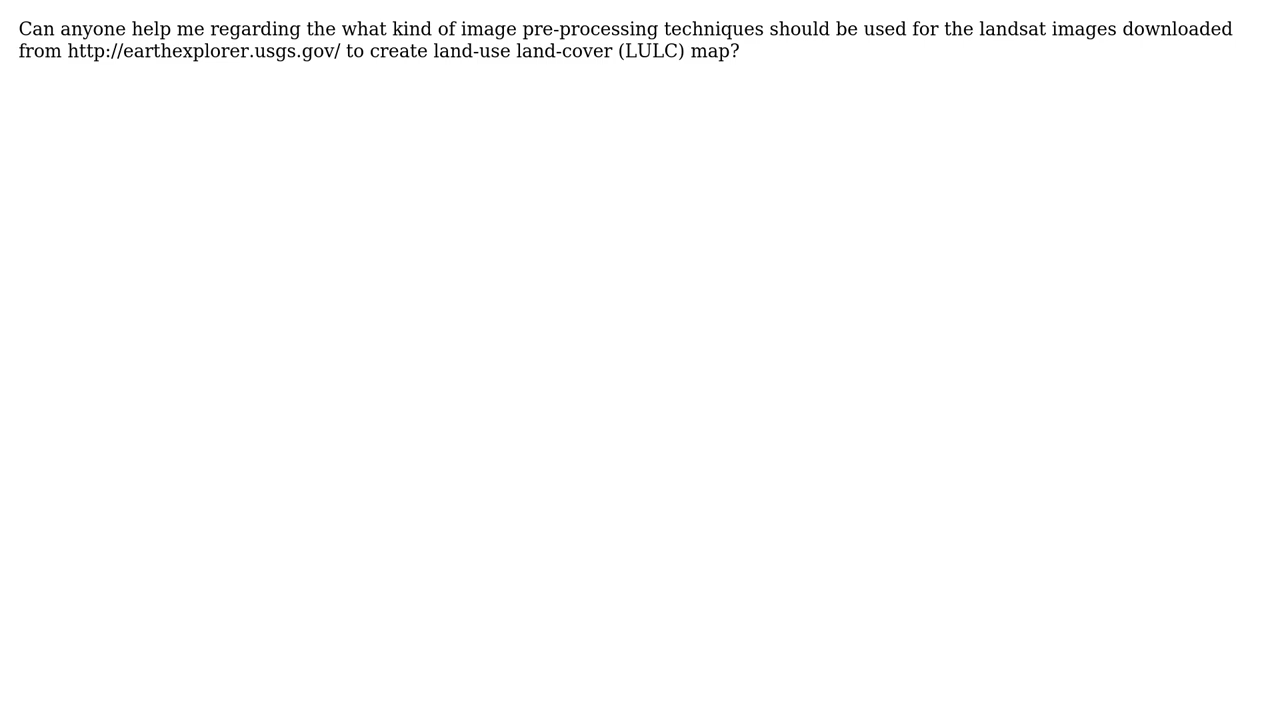 Can anyone help me regarding the what kind of image pre-processing techniques should be used for the landsat images downloaded
from http://earthexplorer.usgs.gov/ to create land-use land-cover (LULC) map?